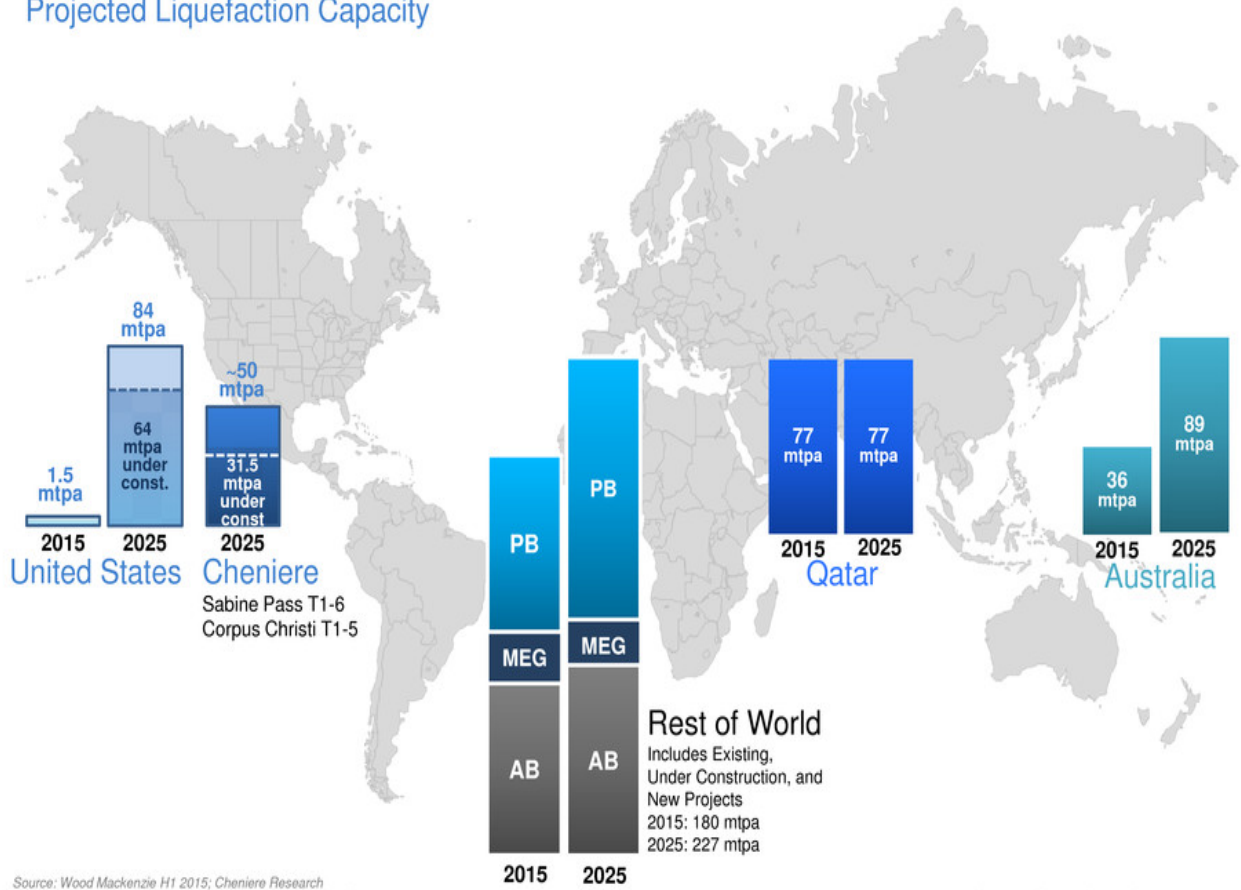 Projected Liquefaction Capacity
84
mtpa
~50
mtpa
64
mtpa
under
const.
31.5
mtpa
under
const
1.5
mtpa
2015
2025
2025
United States
Cheniere
Sabine Pass T1-6
Corpus Christi T1-5
PB
MEG
AB
PB
MEG
AB
2015
2025
Rest of World
Includes Existing,
Under Construction, and
New Projects
2015: 180 mtpa
2025: 227 mtpa
77
mtpa
77
mtpa
2015
2025
Qatar
36
mtpa
89
mtpa
2015
2025
Australia
Source: Wood Mackenzie H1 2015; Cheniere Research